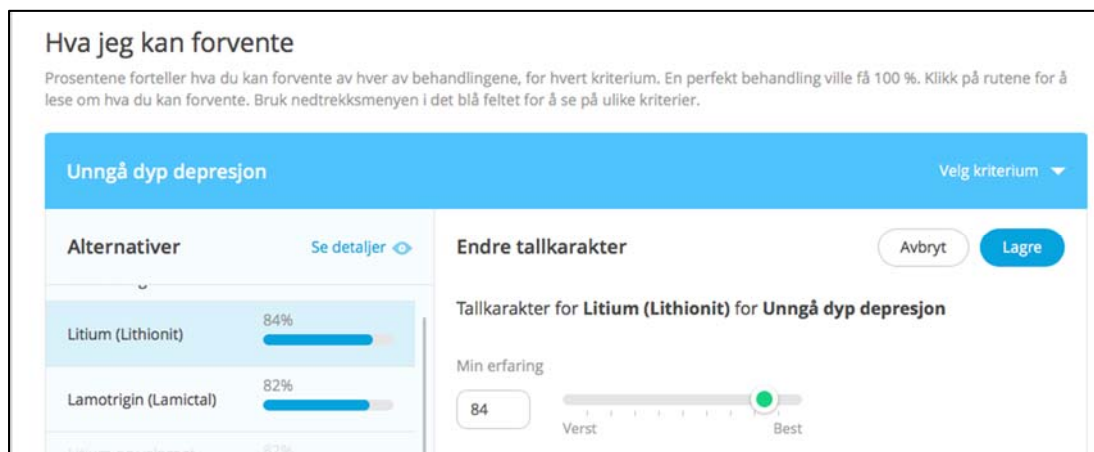 Hva jeg kan forvente
Prosentene forteller hva du kan forvente av hver av behandlingene, for hvert kriterium. En perfekt behandling ville få 100 %. Klikk på rutene for å
lese om hva du kan forvente. Bruk nedtrekksmenyen i det blå feltet for å se på ulike kriterier.
Unngå dyp depresjon
Velg kriterium
Alternativer
Se detaljer
Endre tallkarakter
Avbryt
Lagre
Litium (Lithionit)
84%
Lamotrigin (Lamictal)
82%
82%
Tallkarakter for Litium (Lithionit) for Unngå dyp depresjon
Min erfaring
84
Verst
Best